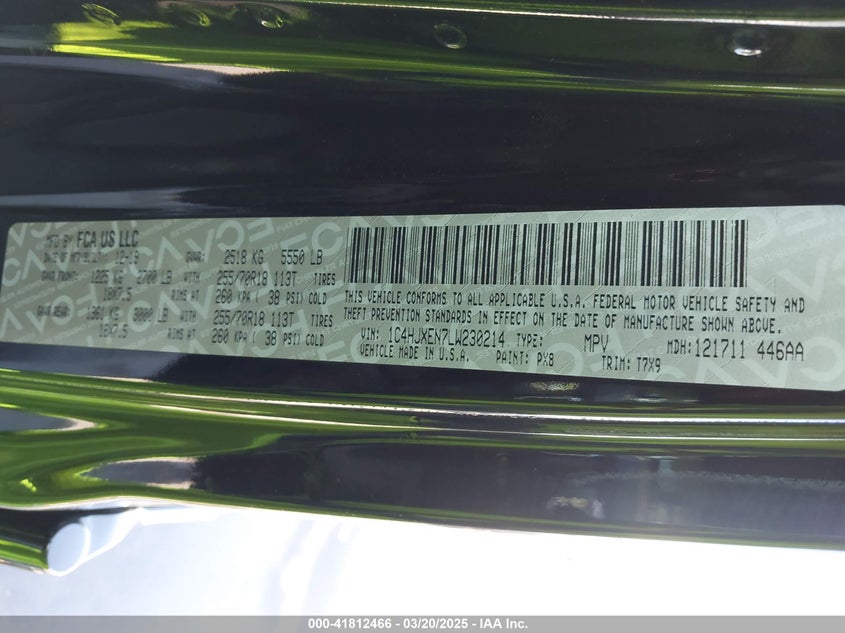 MFD BY FCA US LLC
DATE OF MFR/BUILT: 12-19 GVWR: 2518 KG 5550 LB
GAWR FRONT: 1225 KG 2700 LB WITH 255/70R18 113T TIRES
18X7.5 RIMS AT 260 KPA ( 38 PSI) COLD
GAWR REAR: 1361 KG 3000 LB WITH 255/70R18 113T TIRES
18X7.5 RIMS AT 260 KPA ( 38 PSI) COLD
THIS VEHICLE CONFORMS TO ALL APPLICABLE U.S.A. FEDERAL MOTOR VEHICLE SAFETY AND
THEFT PREVENTION STANDARDS IN EFFECT ON THE DATE OF MANUFACTURE SHOWN ABOVE.
VIN: 1C4HJXEN7LW230214 TYPE: MPV MDH: 121711 446AA
VEHICLE MADE IN U.S.A. PAINT: PX8 TRIM: T7X9
000-41812466 - 03/20/2025 - IAA Inc.